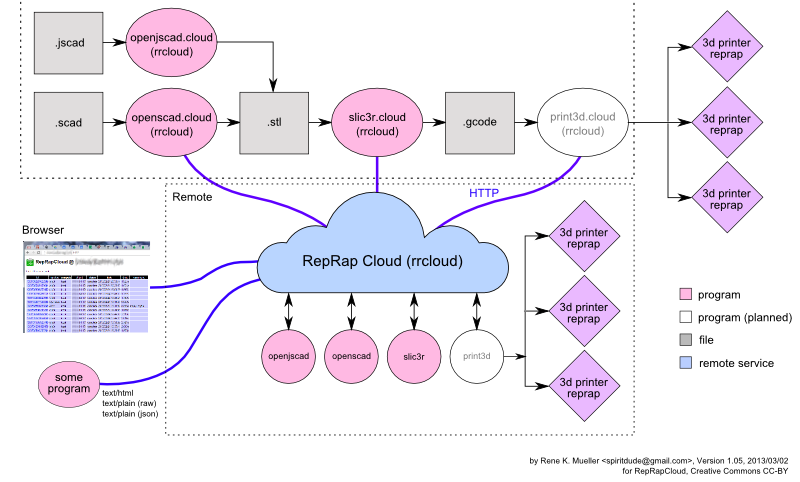 .jscad
openjscad.cloud
(rrcloud)
3d printer
reprap
.scad
openscad.cloud
(rrcloud)
.stl
slic3r.cloud
(rrcloud)
.gcode
print3d.cloud
(rrcloud)
3d printer
reprap
3d printer
reprap
Remote
HTTP
Browser
RepRapCloud
RepRap Cloud (rrcloud)
3d printer
reprap
3d printer
reprap
3d printer
reprap
openjscad
openscad
slic3r
print3d
some
program
text/html
text/plain (raw)
text/plain (json)
program
program (planned)
file
remote service
by Rene K. Mueller <spiritdude@gmail.com>, Version 1.05, 2013/03/02
for RepRapCloud, Creative Commons CC-BY